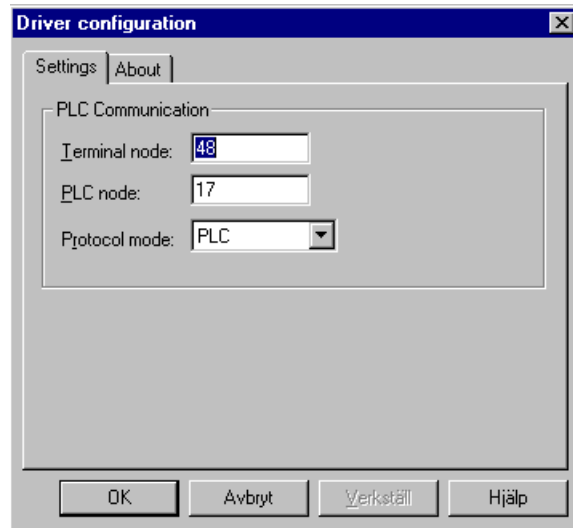 Driver configuration
Settings About
PLC Communication
Terminal node: 48
PLC node: 17
Protocol mode: PLC
OK Avbryt Verkställ Hjälp